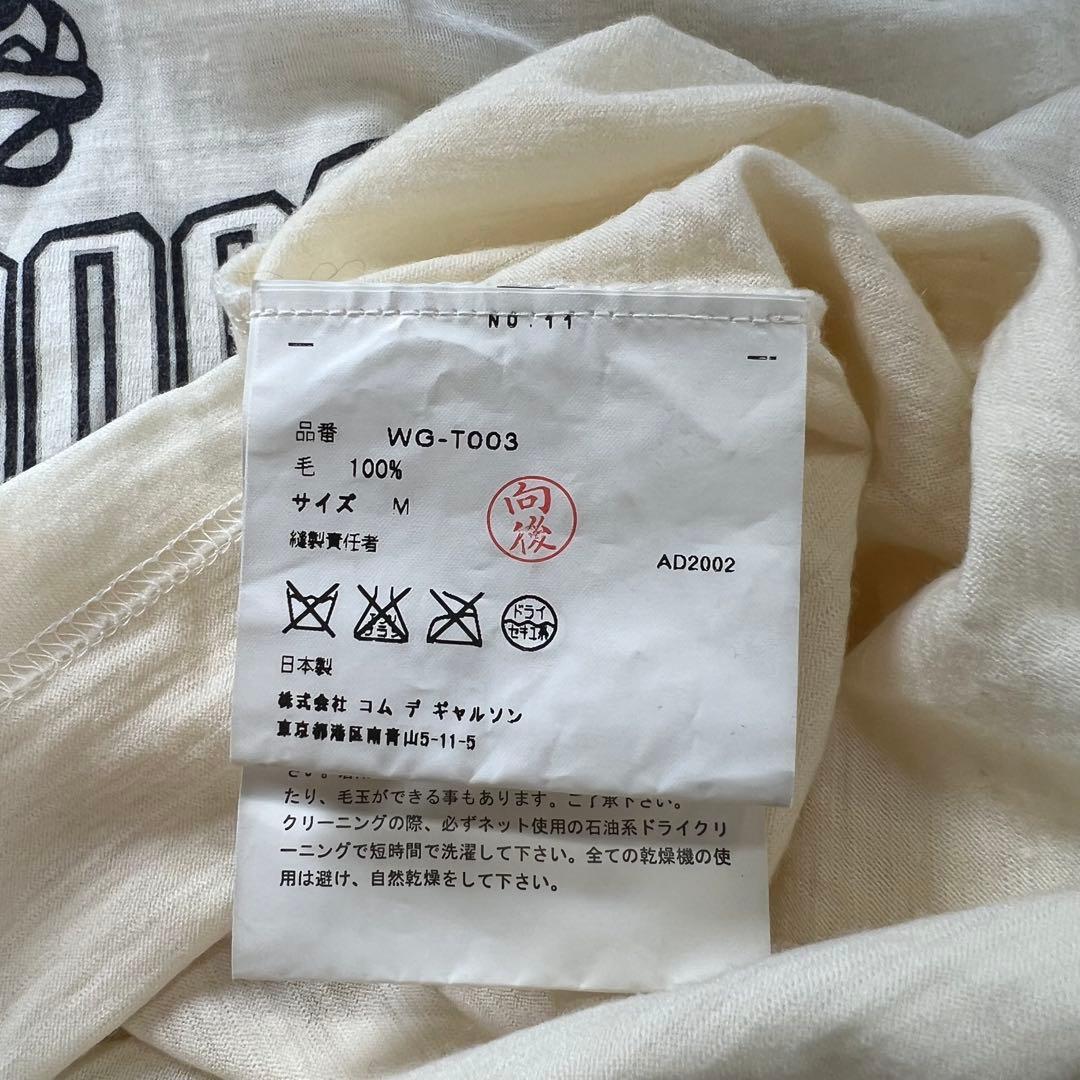 NO.11
品番 WG-T003
毛 100%
サイズ M
向後
縫製責任者
AD2002
ドライ
セキユ系
日本製
株式会社 コム デ ギャルソン
東京都港区南青山5-11-5
たり、毛玉ができる事もあります。ご了承下さい。
クリーニングの際、必ずネット使用の石油系ドライクリ
ーニングで短時間で洗濯して下さい。全ての乾燥機の使
用は避け、自然乾燥をして下さい。